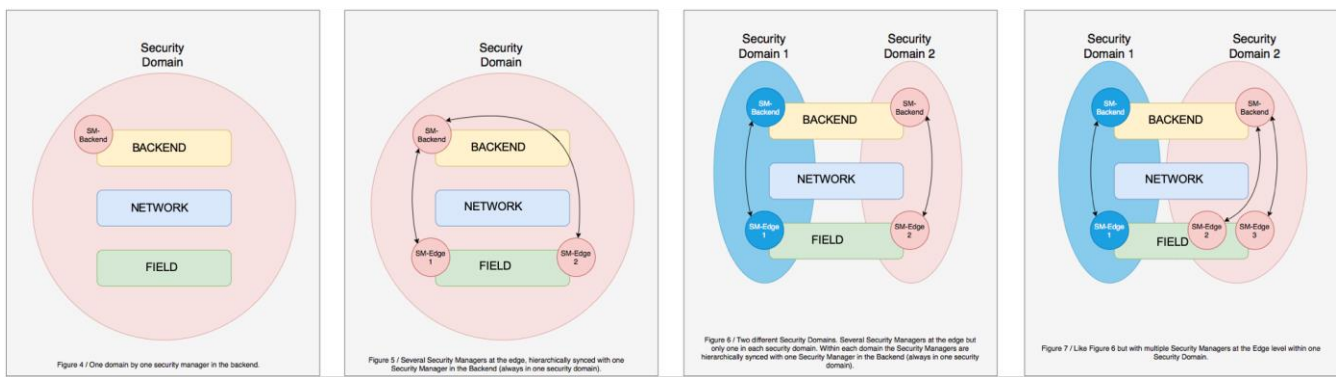 Security
Domain
SM-
Backend
BACKEND
NETWORK
FIELD
Figure 4 / One domain by one security manager in the backend.
Security
Domain
SM-
Backend
BACKEND
NETWORK
SM-Edge
1
FIELD
SM-Edge
2
Figure 5 / Several Security Managers at the edge, hierarchically synced with one
Security Manager in the Backend (always in one security domain).
Security
Domain 1
Security
Domain 2
SM-
Backend
BACKEND
SM-
Backend
NETWORK
SM-Edge
1
FIELD
SM-Edge
2
Figure 6 / Two different Security Domains. Several Security Managers at the edge but
only one in each security domain. Within each domain the Security Managers are
hierarchically synced with one Security Manager in the Backend (always in one security
domain).
Security
Domain 1
Security
Domain 2
SM-
Backend
BACKEND
SM-
Backend
NETWORK
SM-Edge
1
FIELD
SM-Edge
2
SM-Edge
3
Figure 7 / Like Figure 6 but with multiple Security Managers at the Edge level within one
Security Domain.